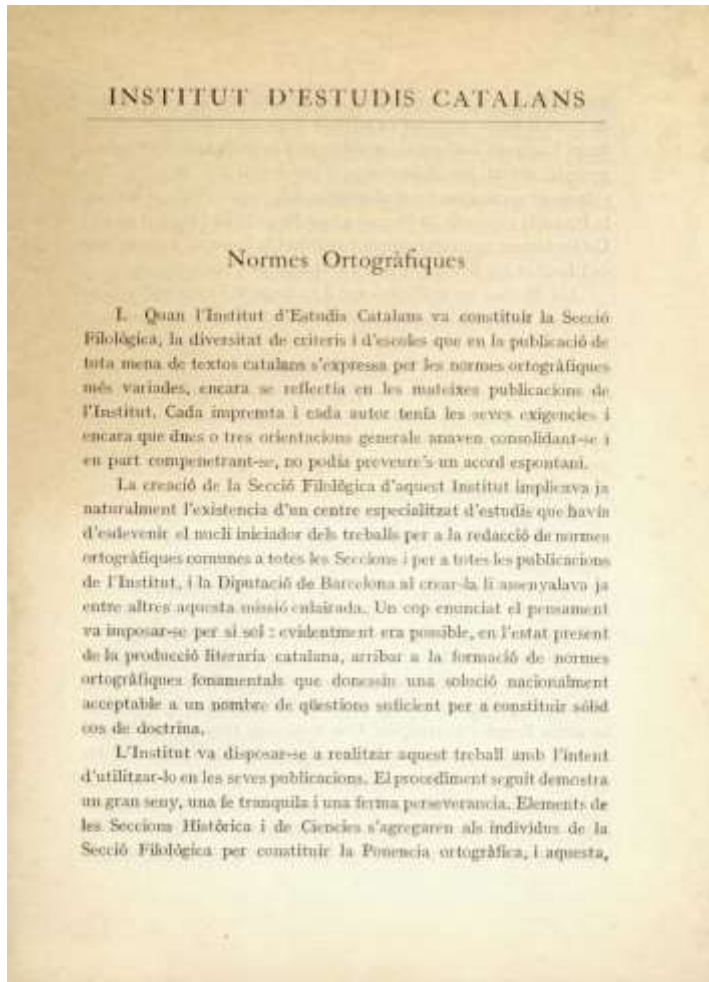 INSTITUT D'ESTUDIS CATALANS
Normes Ortogràfiques
I. Quan l'Institut d'Estudis Catalans va constituir la Secció
Filològica, la diversitat de criteris i d'escoles que en la publicació de
tota mena de textos catalans s'expressa per les normes ortogràfiques
més variades, encara se reflectia en les mateixes publicacions de
l'Institut. Cada impremta i cada autor tenía les seves exigencies i
encara que dues o tres orientacions generale anaven consolidant-se i
en part compenetrant-se, no podía preveure's un acord espontani.
La creació de la Secció Filològica d'aquest Institut implicava ja
naturalment l'existencia d'un centre especialitzat d'estudis que havía
d'esdevenir el nucli iniciador dels treballs per a la redacció de normes
ortogràfiques comunes a totes les Seccions i per a totes les publicacions
de l'Institut, i la Diputació de Barcelona al crear-la li assenyalava ja
entre altres aquesta missió enlairada. Un cop enunciat el pensament
va imposar-se per si sol : evidentment era possible, en l'estat present
de la producció literaria catalana, arribar a la formació de normes
ortogràfiques fonamentals que donessin una solució nacionalment
acceptable a un nombre de qüestions suficient per a constituir sòlid
cos de doctrina.
L'Institut va disposar-se a realitzar aquest treball amb l'intent
d'utilitzar-lo en les seves publicacions. El procediment seguit demostra
un gran seny, una fe tranquila i una ferma perseverancia. Elements de
les Seccions Històrica i de Ciencies s'agregaren als individus de la
Secció Filològica per constituir la Ponencia ortogràfica, i aquesta,